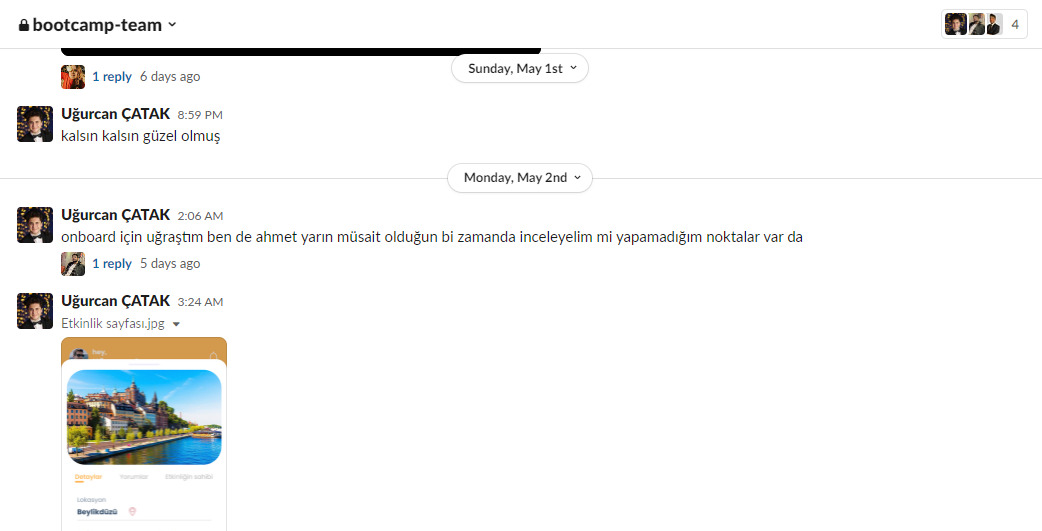 bootcamp-team
4
1 reply 6 days ago
Sunday, May 1st
Uğurcan ÇATAK 8:59 PM
kalsın kalsın güzel olmuş
Monday, May 2nd
Uğurcan ÇATAK 2:06 AM
onboard için uğraştım ben de ahmet yarın müsait olduğun bi zamanda inceleyelim mi yapamadığım noktalar var da
1 reply 5 days ago
Uğurcan ÇATAK 3:24 AM
Etkinlik sayfası.jpg
hey,
Detaylar Yorumlar Etkinliğin sahibi
Lokasyon
Beylikdüzü